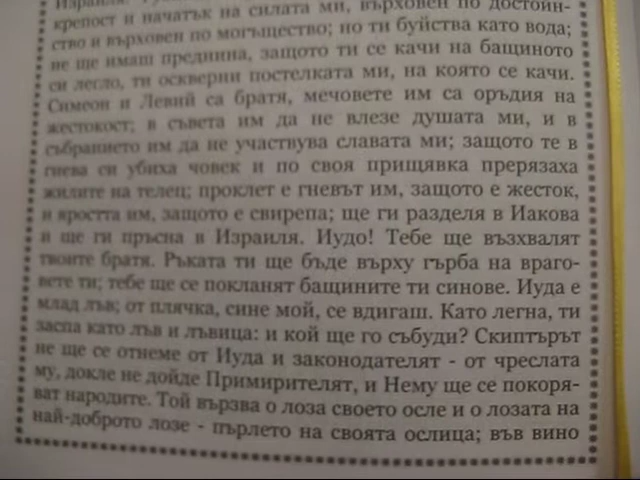 Израиля.
крепост и начатък на силата ми, върховен по достойн-
ство и върховен по могъщество; но ти буйства като вода;
не ще имаш преднина, защото ти се качи на бащиното
си легло, ти оскверни постелката ми, на която се качи.
Симеон и Левий са братя, мечовете им са оръдия на
жестокост; в съвета им да не влезе душата ми, и в
събранието им да не участвува славата ми; защото те в
гнева си убиха човек и по своя прищявка прерязаха
жилите на телец; проклет е гневът им, защото е жесток,
и яростта им, защото е свирепа; ще ги разделя в Иакова
и ще ги пръсна в Израиля. Иудо! Тебе ще възхвалят
твоите братя. Ръката ти ще бъде върху гърба на враго-
вете ти; тебе ще се покланят бащините ти синове. Иуда е
млад лъв; от плячка, сине мой, се вдигаш. Като легна, ти
заспа като лъв и лъвица: и кой ще го събуди? Скиптърът
не ще се отнеме от Иуда и законодателят - от чреслата
му, докле не дойде Примирителят, и Нему ще се покоря-
ват народите. Той вързва о лоза своето осле и о лозата на
най-доброто лозе - пърлето на своята ослица; във вино